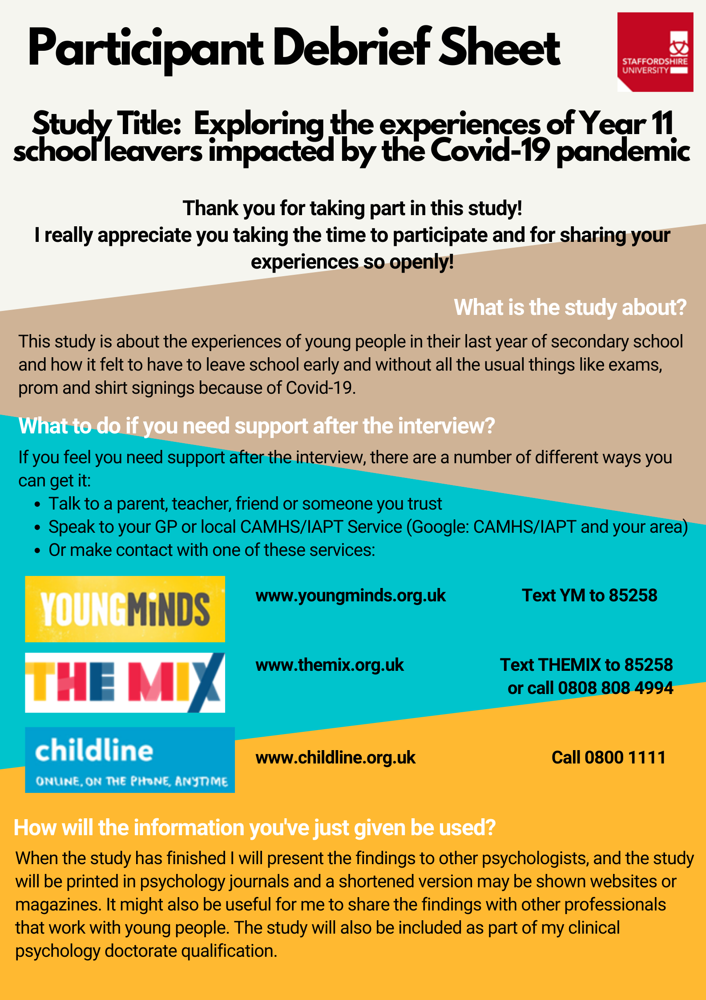 Participant Debrief Sheet
STAFFORDSHIRE
UNIVERSITY
Study Title:  Exploring the experiences of Year 11
school leavers impacted by the Covid-19 pandemic
Thank you for taking part in this study!
I really appreciate you taking the time to participate and for sharing your
experiences so openly!
What is the study about?
This study is about the experiences of young people in their last year of secondary school
and how it felt to have to leave school early and without all the usual things like exams,
prom and shirt signings because of Covid-19.
What to do if you need support after the interview?
If you feel you need support after the interview, there are a number of different ways you
can get it:
• Talk to a parent, teacher, friend or someone you trust
• Speak to your GP or local CAMHS/IAPT Service (Google: CAMHS/IAPT and your area)
• Or make contact with one of these services:
YOUNGMiNDS
www.youngminds.org.uk
Text YM to 85258
THE MIX
www.themix.org.uk
Text THEMIX to 85258
or call 0808 808 4994
childline
ONLINE, ON THE PHONE, ANYTIME
www.childline.org.uk
Call 0800 1111
How will the information you've just given be used?
When the study has finished I will present the findings to other psychologists, and the study
will be printed in psychology journals and a shortened version may be shown websites or
magazines. It might also be useful for me to share the findings with other professionals
that work with young people. The study will also be included as part of my clinical
psychology doctorate qualification.